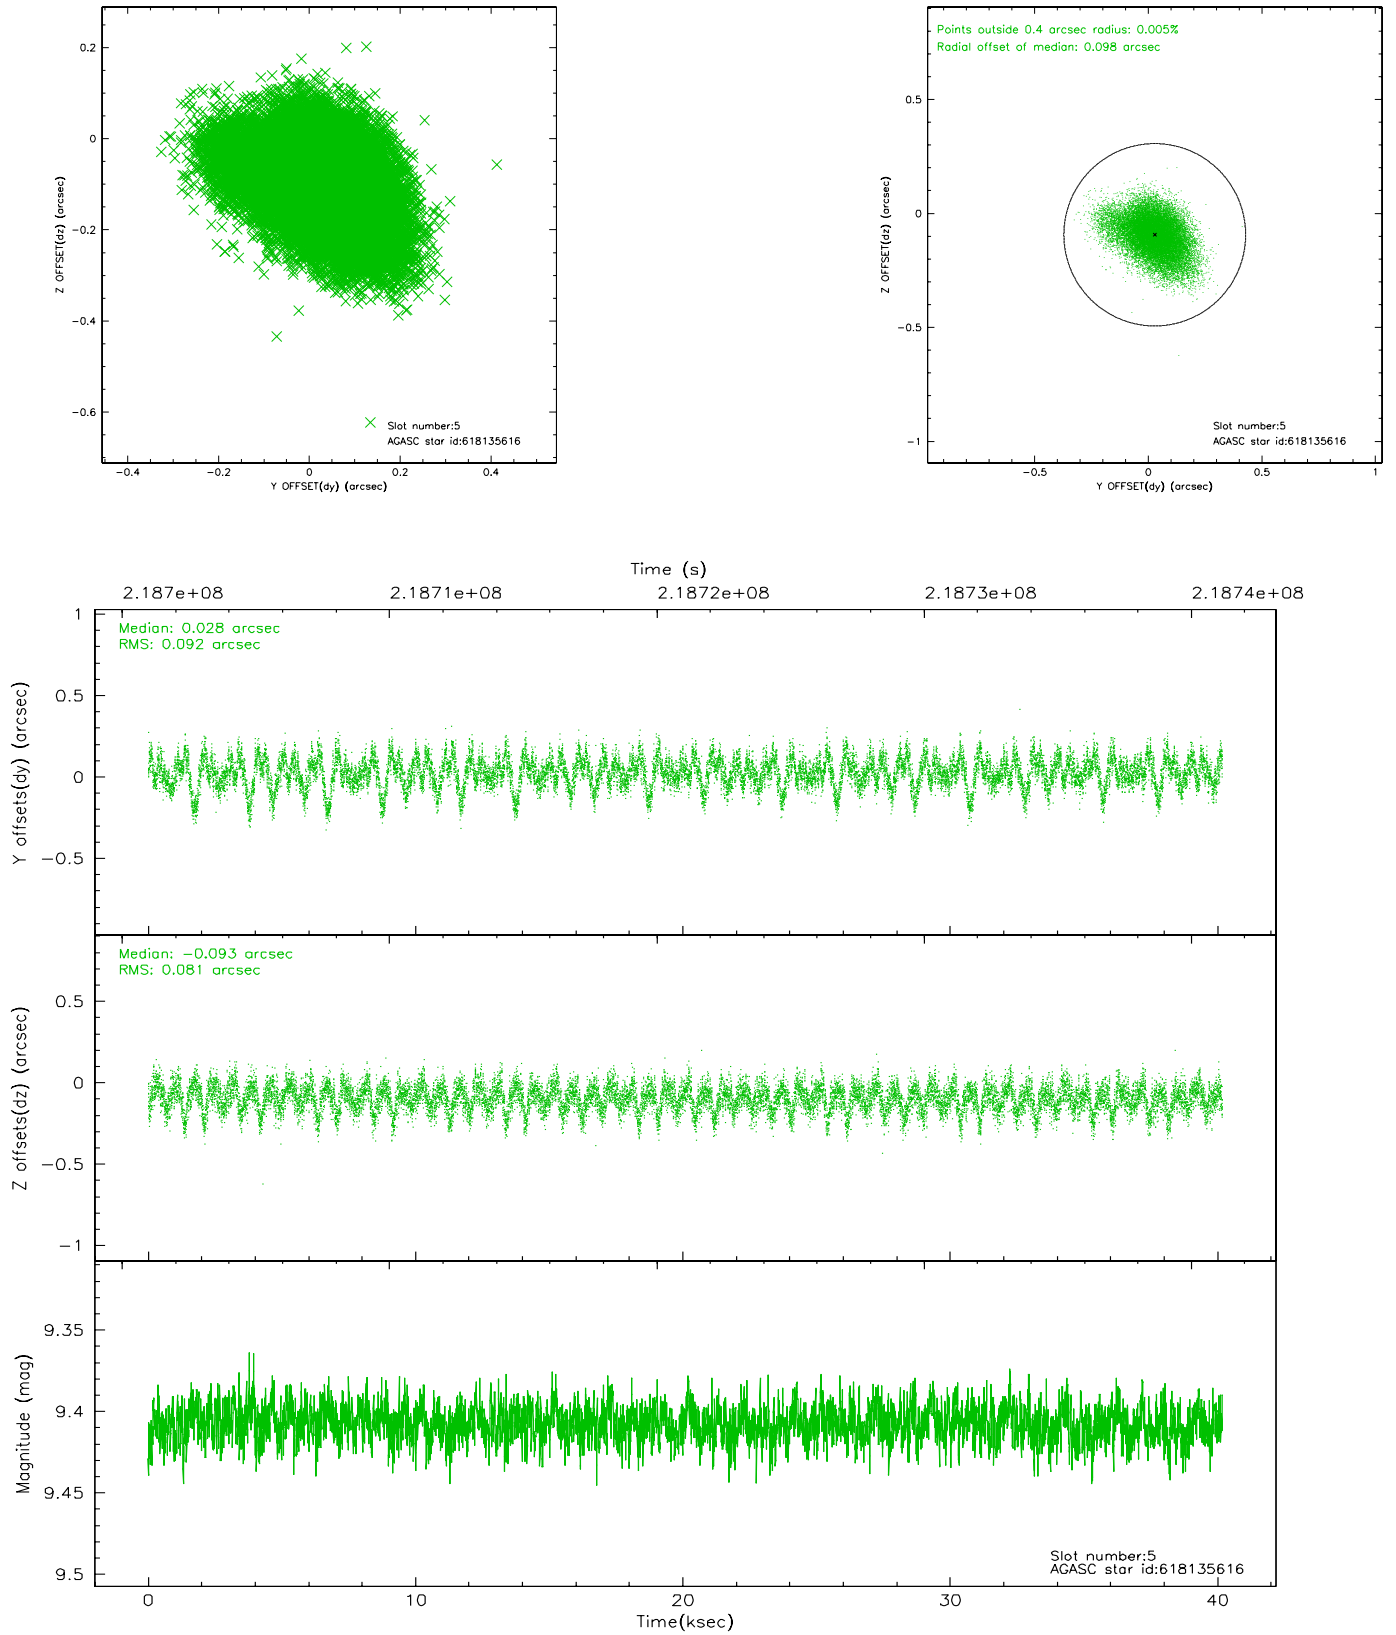 0.2
0
−0.2
−0.4
−0.6
Z OFFSET(dz) (arcsec)
−0.4
−0.2
0
0.2
0.4
Y OFFSET(dy) (arcsec)
Slot number:5
AGASC star id:618135616
Points outside 0.4 arcsec radius: 0.005%
Radial offset of median: 0.098 arcsec
0.5
0
−0.5
−1
Z OFFSET(dz) (arcsec)
−0.5
0
0.5
1
Y OFFSET(dy) (arcsec)
Slot number:5
AGASC star id:618135616
Time (s)
2.187e+08
2.1871e+08
2.1872e+08
2.1873e+08
2.1874e+08
Median: 0.028 arcsec
RMS: 0.092 arcsec
1
0.5
0
−0.5
Y offsets(dy) (arcsec)
Median: −0.093 arcsec
RMS: 0.081 arcsec
0.5
0
−0.5
−1
Z offsets(dz) (arcsec)
9.35
9.4
9.45
9.5
Magnitude (mag)
Slot number:5
AGASC star id:618135616
0
10
20
30
40
Time(ksec)